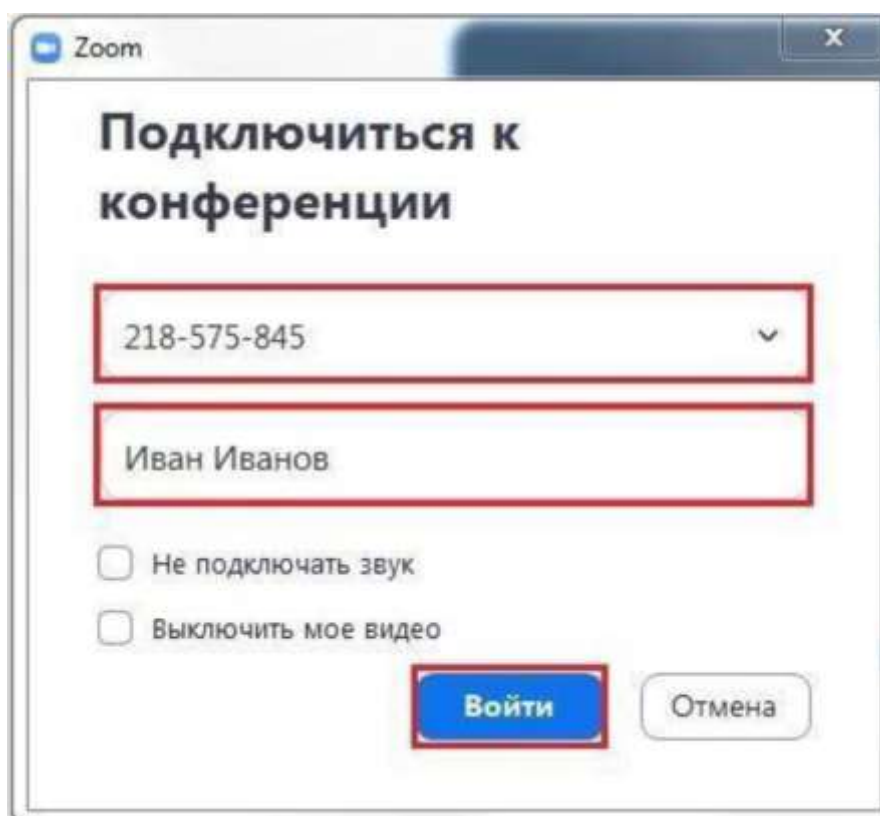 Zoom
Подключиться к
конференции
218-575-845
Иван Иванов
Не подключать звук
Выключить мое видео
Войти
Отмена